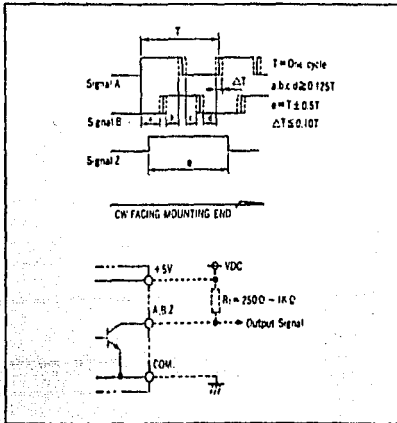 T
Signal A
ΔT
T = One cycle
a.b.c.d≥0.125T
Signal B
a b c d
e = T ± 0.5T
ΔT≤0.10T
Signal Z
e
CW FACING MOUNTING END
+5V
VDC
R₁ = 250Ω ~ 1KΩ
A.B.Z
Output Signal
COM.